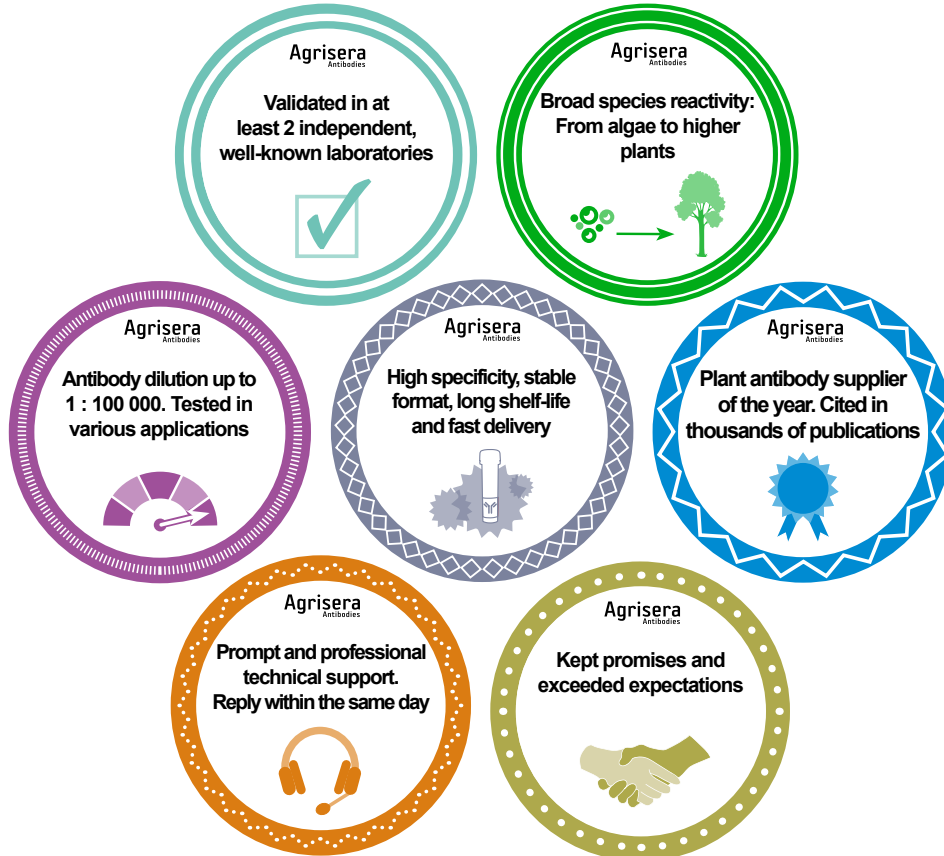 Agrisera
Antibodies
Validated in at
least 2 independent,
well-known laboratories
Agrisera
Antibodies
Broad species reactivity:
From algae to higher
plants
Agrisera
Antibodies
Antibody dilution up to
1 : 100 000. Tested in
various applications
Agrisera
Antibodies
High specificity, stable
format, long shelf-life
and fast delivery
Agrisera
Antibodies
Plant antibody supplier
of the year. Cited in
thousands of publications
Agrisera
Antibodies
Prompt and professional
technical support.
Reply within the same day
Agrisera
Antibodies
Kept promises and
exceeded expectations